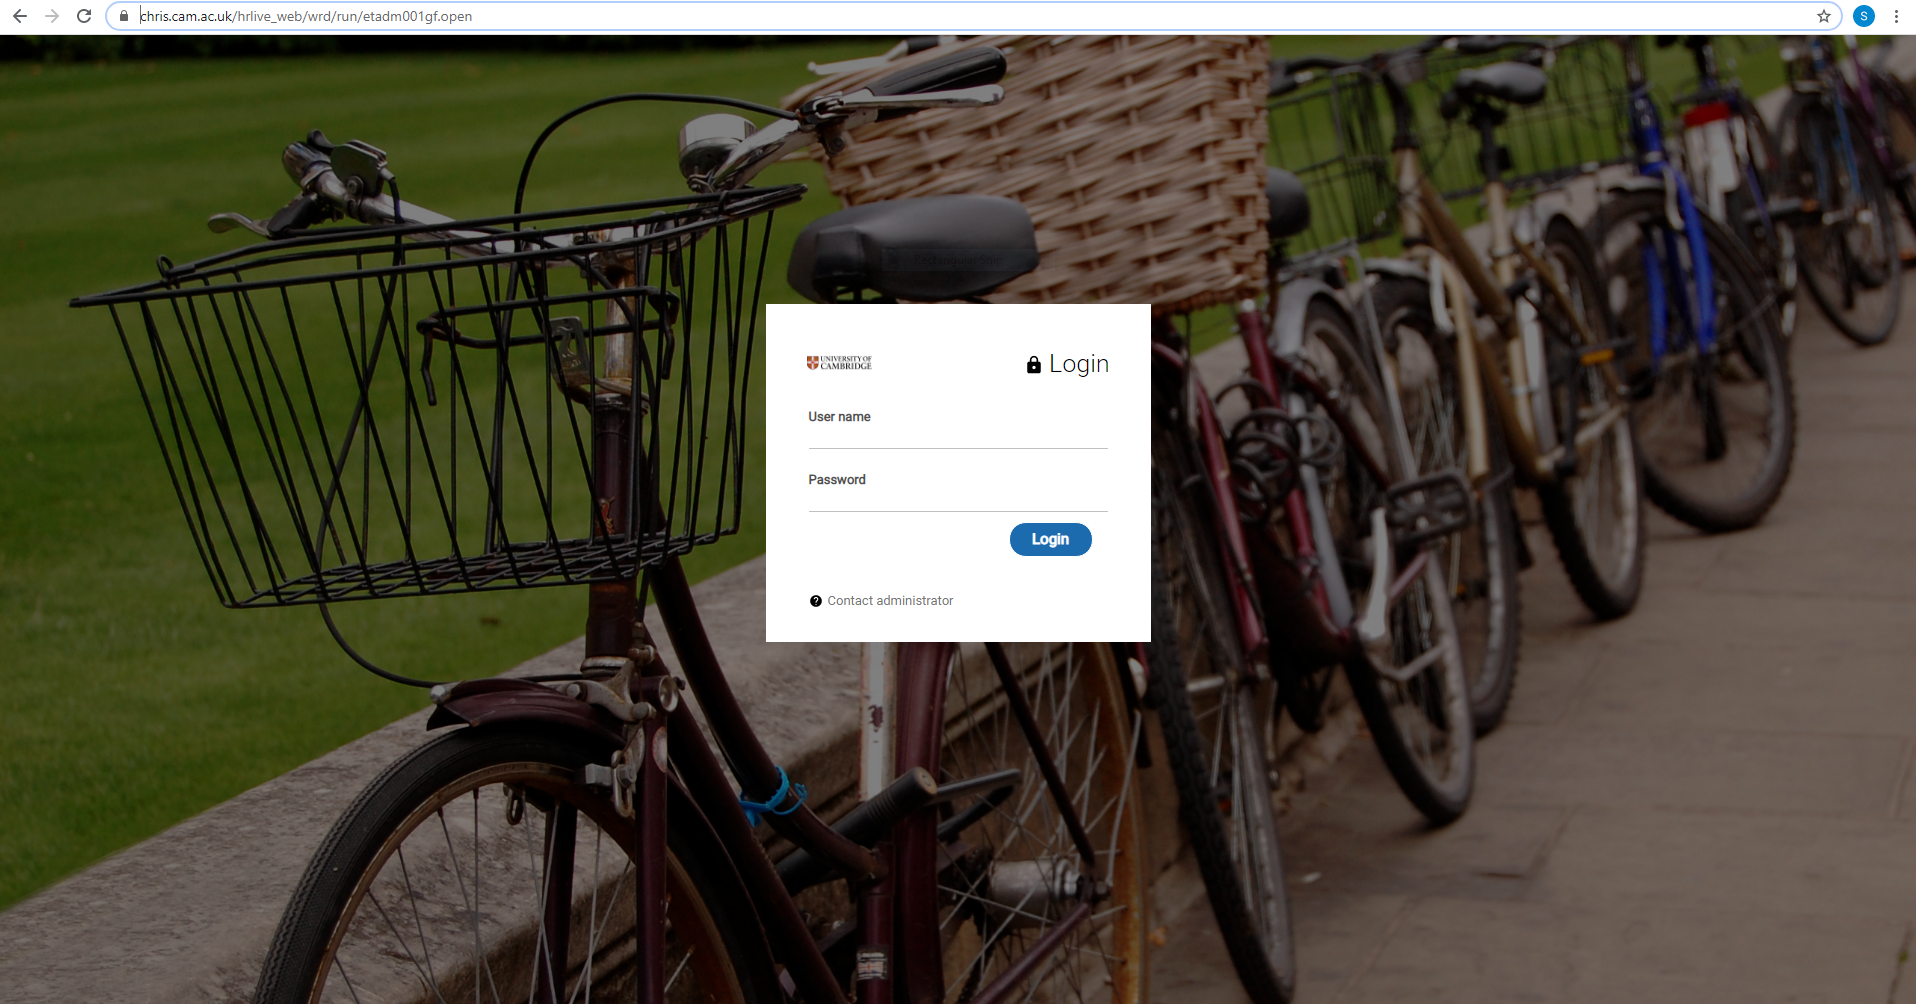 chris.cam.ac.uk/hrlive_web/wrd/run/etadm001gf.open
S
UNIVERSITY OF
CAMBRIDGE
Login
User name
Password
Login
? Contact administrator